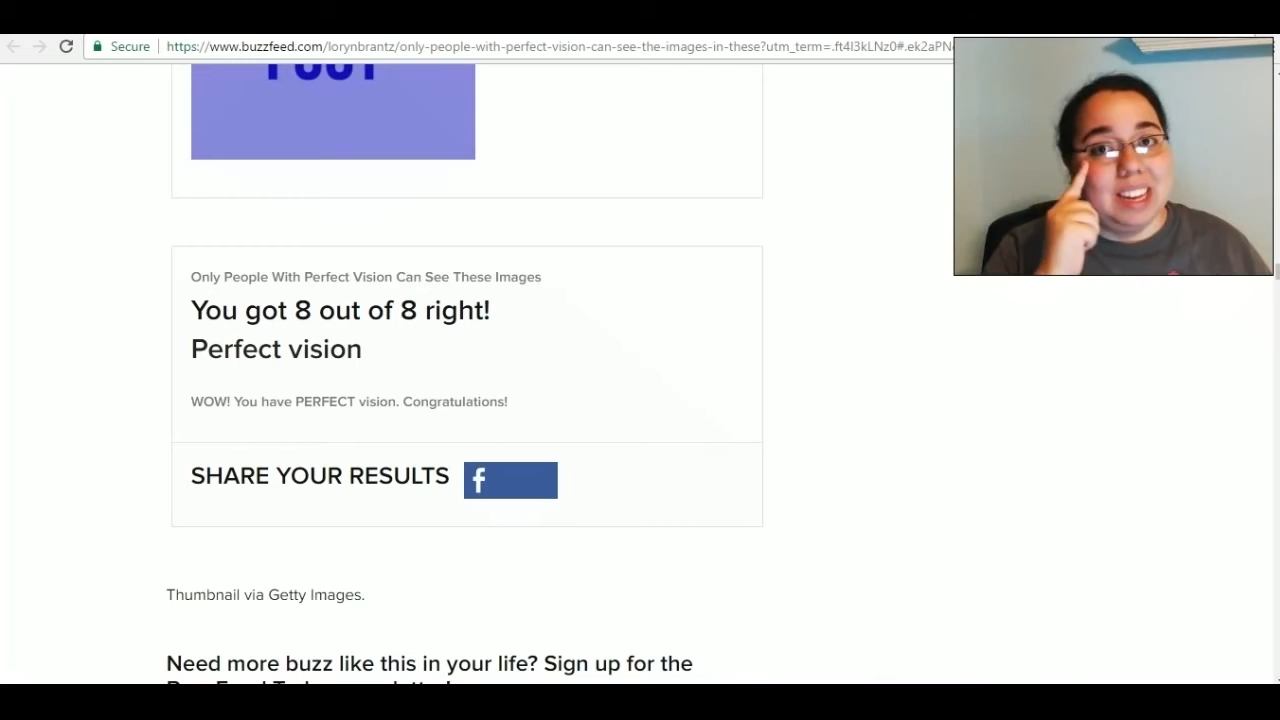 Secure
https://www.buzzfeed.com/lorynbrantz/only-people-with-perfect-vision-can-see-the-images-in-these?utm_term=.ft4l3kLNz0#.ek2aPN
Only People With Perfect Vision Can See These Images
You got 8 out of 8 right!
Perfect vision
WOW! You have PERFECT vision. Congratulations!
SHARE YOUR RESULTS
f
Thumbnail via Getty Images.
Need more buzz like this in your life? Sign up for the